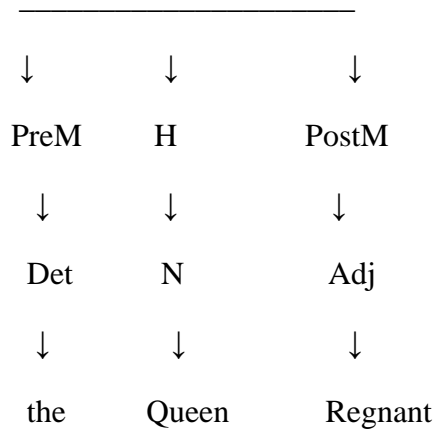 ↓ ↓ ↓
PreM H PostM
↓ ↓ ↓
Det N Adj
↓ ↓ ↓
the Queen Regnant